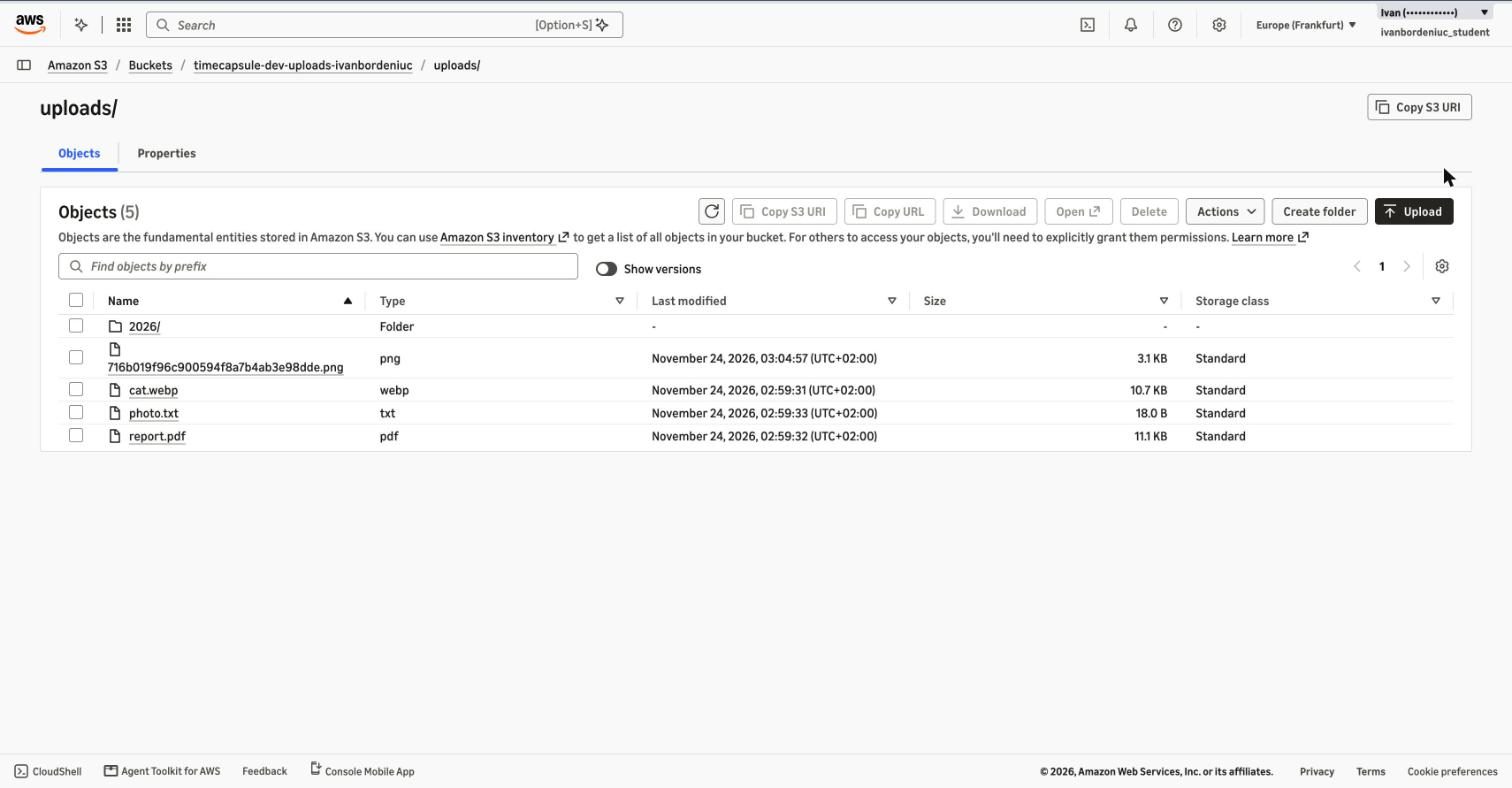 aws
Search [Option+S]
Europe (Frankfurt)
Ivan (••••••••••••)
ivanbordeniuc_student
Amazon S3 / Buckets / timecapsule-dev-uploads-ivanbordeniuc / uploads/
uploads/
Copy S3 URI
Objects Properties
Objects (5)
Copy S3 URI Copy URL Download Open Delete Actions Create folder Upload
Objects are the fundamental entities stored in Amazon S3. You can use Amazon S3 inventory to get a list of all objects in your bucket. For others to access your objects, you'll need to explicitly grant them permissions. Learn more
Find objects by prefix Show versions 1
Name Type Last modified Size Storage class
2026/ Folder - - -
716b019f96c900594f8a7b4ab3e98dde.png png November 24, 2026, 03:04:57 (UTC+02:00) 3.1 KB Standard
cat.webp webp November 24, 2026, 02:59:31 (UTC+02:00) 10.7 KB Standard
photo.txt txt November 24, 2026, 02:59:33 (UTC+02:00) 18.0 B Standard
report.pdf pdf November 24, 2026, 02:59:32 (UTC+02:00) 11.1 KB Standard
CloudShell Agent Toolkit for AWS Feedback Console Mobile App © 2026, Amazon Web Services, Inc. or its affiliates. Privacy Terms Cookie preferences